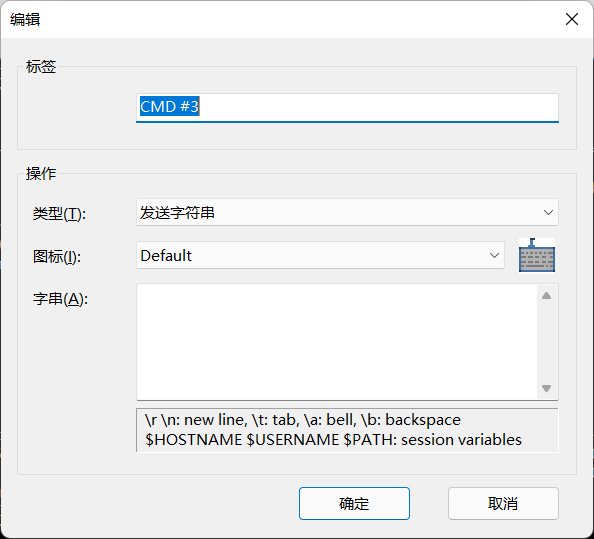 编辑
标签
CMD #3
操作
类型(T):
发送字符串
图标(I):
Default
字串(A):
\r \n: new line, \t: tab, \a: bell, \b: backspace
$HOSTNAME $USERNAME $PATH: session variables
确定
取消